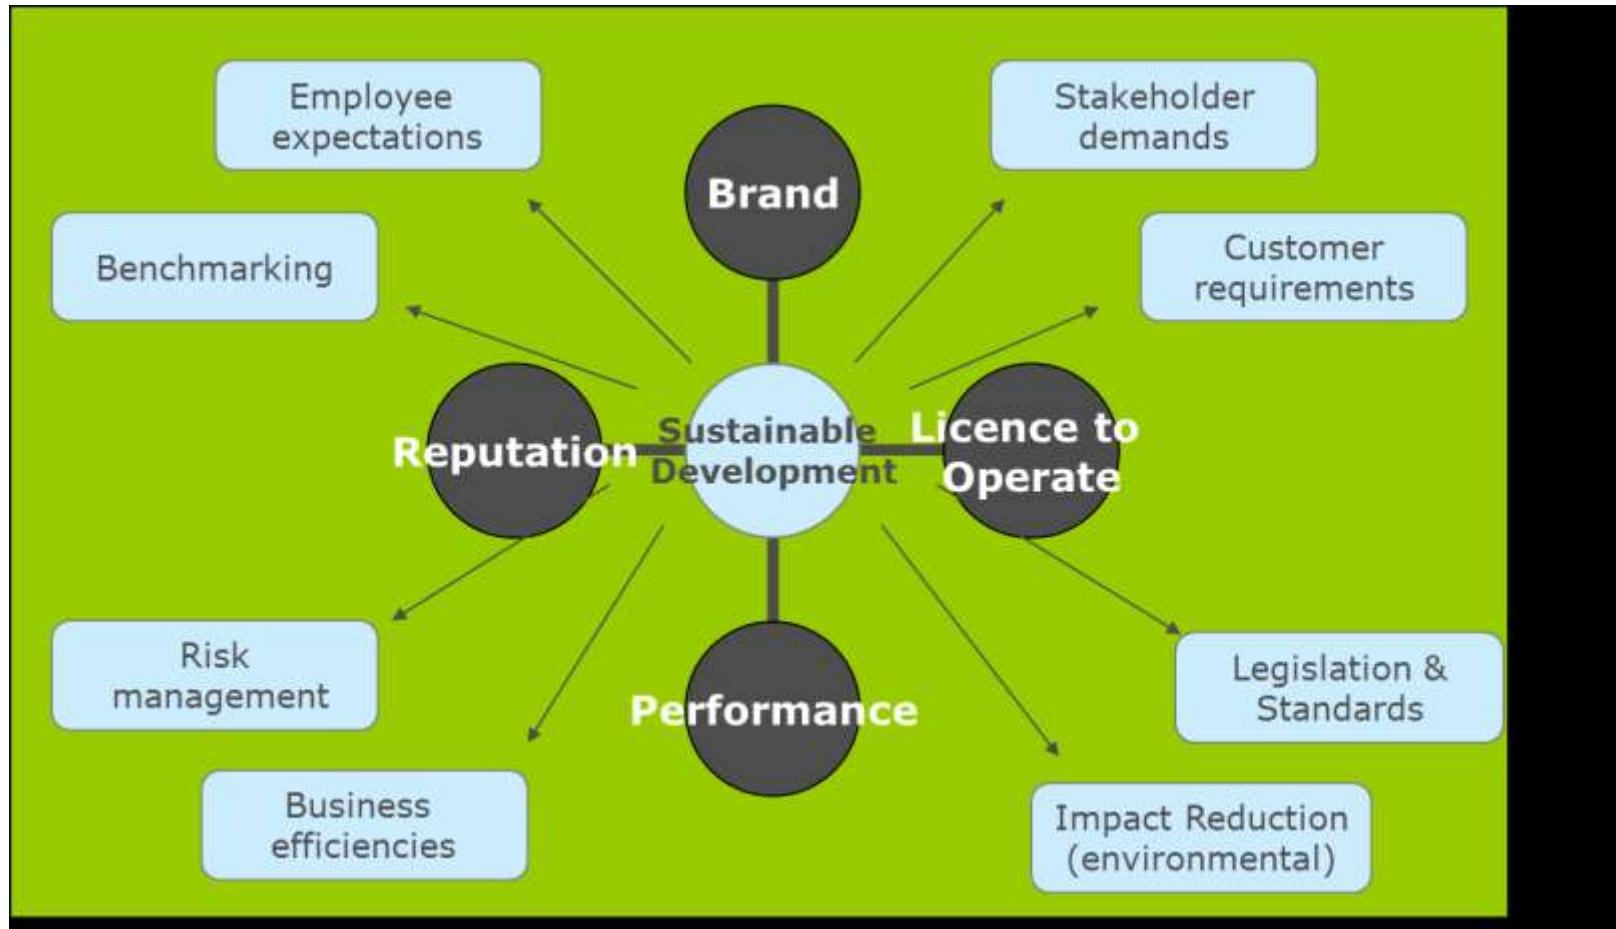 Employee
expectations
Stakeholder
demands
Brand
Benchmarking
Customer
requirements
Reputation
Sustainable
Development
Licence to
Operate
Risk
management
Performance
Legislation &
Standards
Business
efficiencies
Impact Reduction
(environmental)